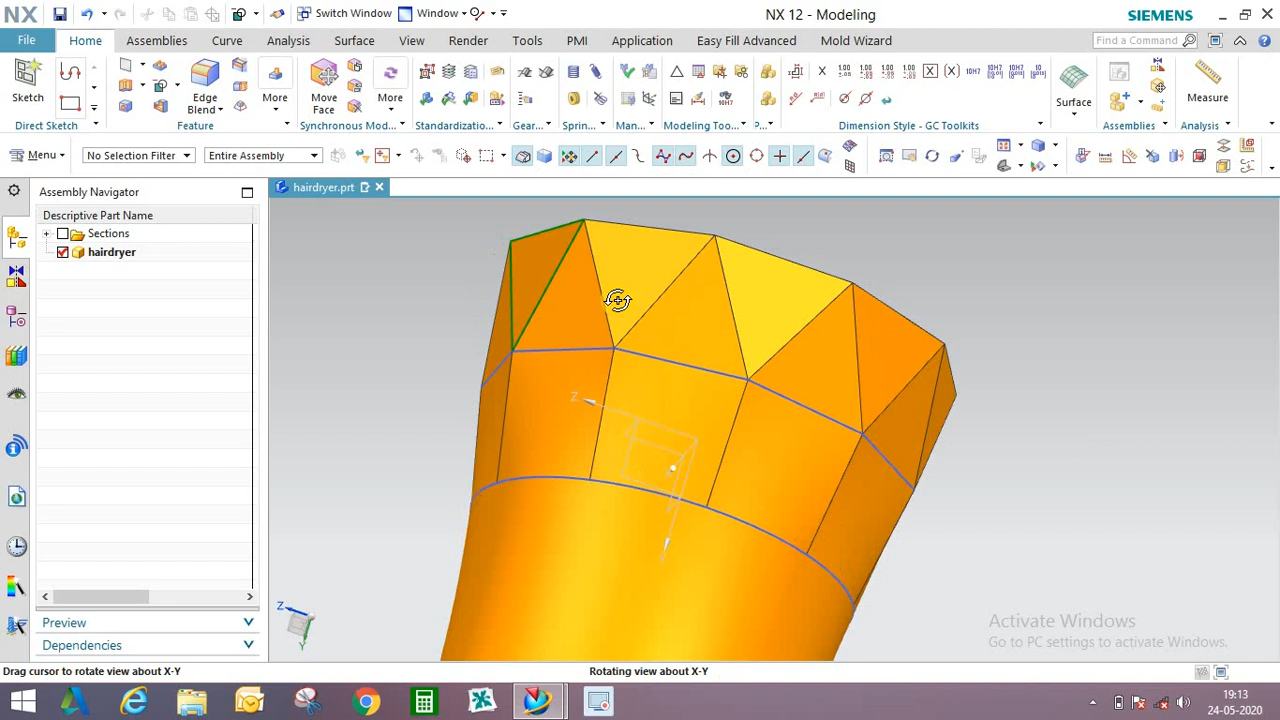 NX
Switch Window
Window
NX 12 - Modeling
SIEMENS
File
Home
Assemblies
Curve
Analysis
Surface
View
Render
Tools
PMI
Application
Easy Fill Advanced
Mold Wizard
Find a Command
Sketch
Edge Blend
More
Move Face
More
Surface
Measure
Direct Sketch
Feature
Synchronous Mod...
Standardization...
Gear...
Sprin...
Man...
Modeling Too...
P...
Dimension Style - GC Toolkits
Assemblies
Analysis
Menu
No Selection Filter
Entire Assembly
Assembly Navigator
hairdryer.prt
Descriptive Part Name
Sections
hairdryer
Z
Z
Y
Preview
Dependencies
Activate Windows
Go to PC settings to activate Windows.
Drag cursor to rotate view about X-Y
Rotating view about X-Y
19:13
24-05-2020